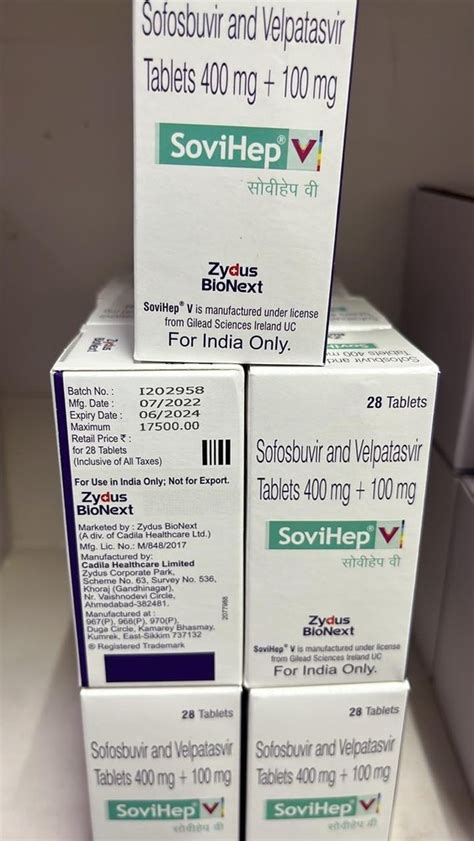 Sofosbuvir and Velpatasvir
Tablets 400 mg + 100 mg
SoviHep® V
सोवीहेप वी
Zydus
BioNext
SoviHep® V is manufactured under license
from Gilead Sciences Ireland UC
For India Only.
Batch No. : I202958
Mfg. Date : 07/2022
Expiry Date : 06/2024
Maximum 17500.00
Retail Price ₹ :
for 28 Tablets
(Inclusive of All Taxes)
For Use in India Only; Not for Export.
Zydus
BioNext
Marketed by : Zydus BioNext
(A div. of Cadila Healthcare Ltd.)
Mfg. Lic. No.: M/848/2017
Manufactured by :
Cadila Healthcare Limited
Zydus Corporate Park,
Scheme No. 63, Survey No. 536,
Khoraj (Gandhinagar),
Nr. Vaishnodevi Circle,
Ahmedabad-382481.
Manufactured at :
967(P), 968(P), 970(P),
Duga Circle, Kamarey Bhasmay,
Kumrek, East-Sikkim 737132
® Registered Trademark
Tablets 400 m
28 Tablets
Sofosbuvir and Velpatasvir
Tablets 400 mg + 100 mg
SoviHep® V
सोवीहेप वी
Zydus
BioNext
SoviHep® V is manufactured under license
from Gilead Sciences Ireland UC
For India Only.
28 Tablets
Sofosbuvir and Velpatasvir
Tablets 400 mg + 100 mg
SoviHep® V
सोवीहेप वी
28 Tablets
Sofosbuvir and Velpatasvir
Tablets 400 mg + 100 mg
SoviHep® V
सोवीहेप वी